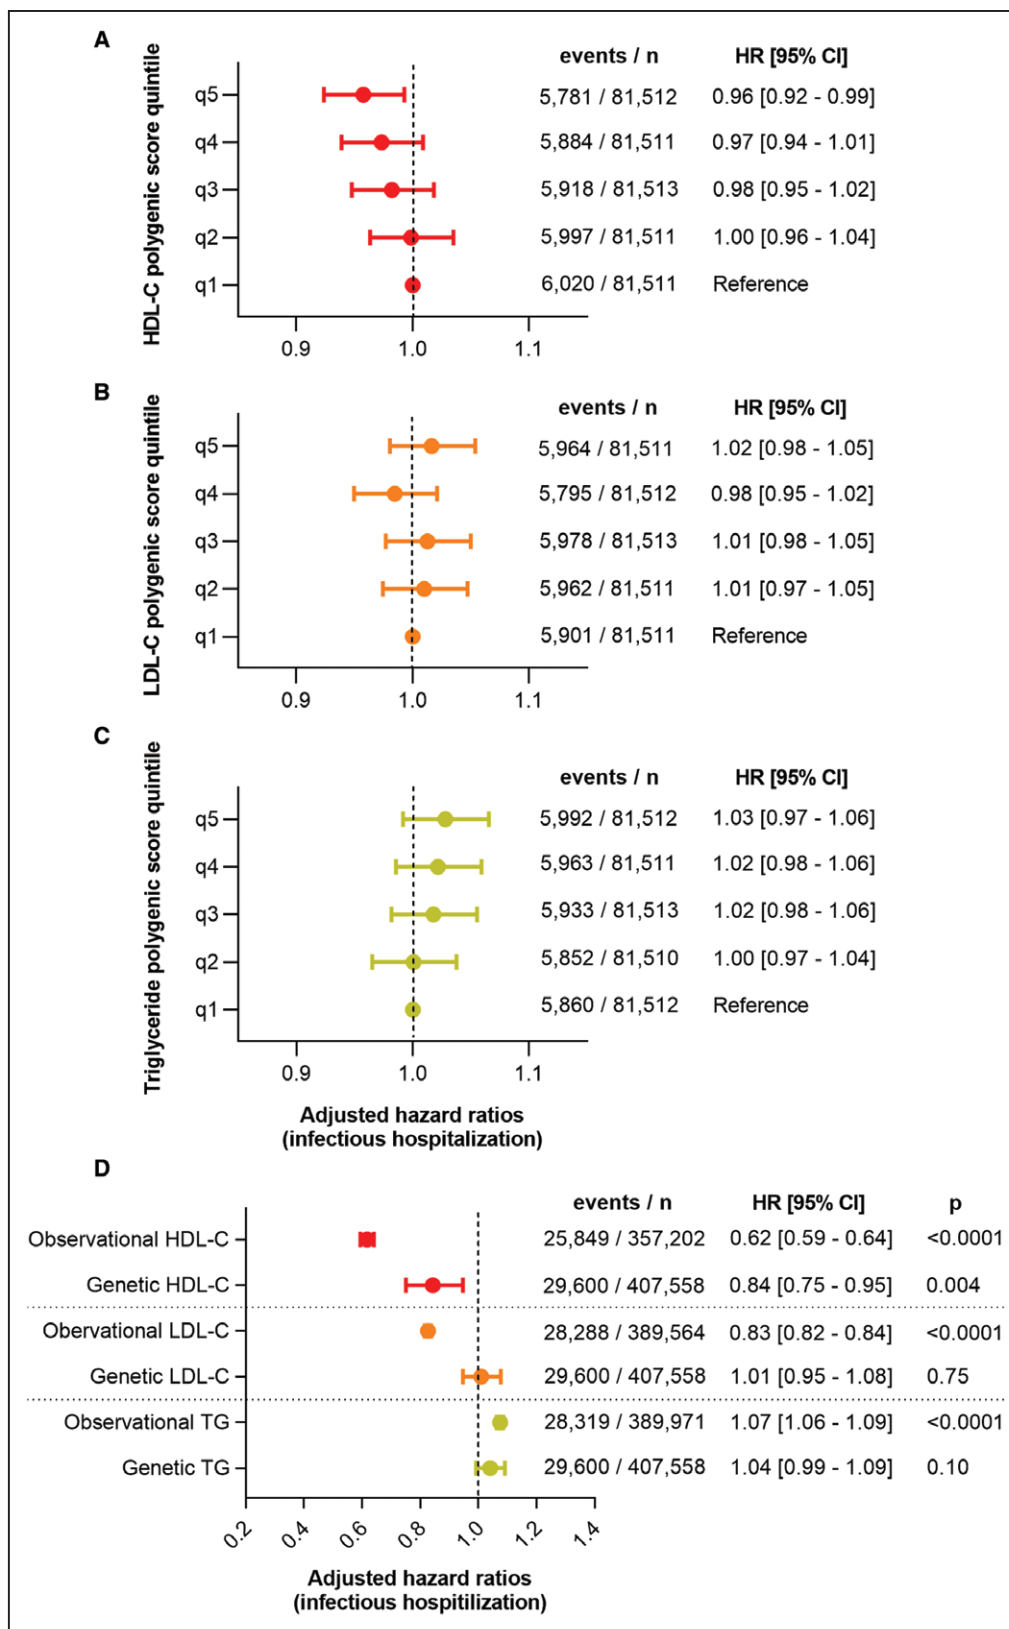 A
events / n HR [95% CI]
HDL-C polygenic score quintile
q5 5,781 / 81,512 0.96 [0.92 - 0.99]
q4 5,884 / 81,511 0.97 [0.94 - 1.01]
q3 5,918 / 81,513 0.98 [0.95 - 1.02]
q2 5,997 / 81,511 1.00 [0.96 - 1.04]
q1 6,020 / 81,511 Reference
0.9 1.0 1.1
B
events / n HR [95% CI]
LDL-C polygenic score quintile
q5 5,964 / 81,511 1.02 [0.98 - 1.05]
q4 5,795 / 81,512 0.98 [0.95 - 1.02]
q3 5,978 / 81,513 1.01 [0.98 - 1.05]
q2 5,962 / 81,511 1.01 [0.97 - 1.05]
q1 5,901 / 81,511 Reference
0.9 1.0 1.1
C
events / n HR [95% CI]
Triglyceride polygenic score quintile
q5 5,992 / 81,512 1.03 [0.97 - 1.06]
q4 5,963 / 81,511 1.02 [0.98 - 1.06]
q3 5,933 / 81,513 1.02 [0.98 - 1.06]
q2 5,852 / 81,510 1.00 [0.97 - 1.04]
q1 5,860 / 81,512 Reference
0.9 1.0 1.1
Adjusted hazard ratios
(infectious hospitalization)
D
events / n HR [95% CI] p
Observational HDL-C 25,849 / 357,202 0.62 [0.59 - 0.64] <0.0001
Genetic HDL-C 29,600 / 407,558 0.84 [0.75 - 0.95] 0.004
Obervational LDL-C 28,288 / 389,564 0.83 [0.82 - 0.84] <0.0001
Genetic LDL-C 29,600 / 407,558 1.01 [0.95 - 1.08] 0.75
Observational TG 28,319 / 389,971 1.07 [1.06 - 1.09] <0.0001
Genetic TG 29,600 / 407,558 1.04 [0.99 - 1.09] 0.10
0.2 0.4 0.6 0.8 1.0 1.2 1.4
Adjusted hazard ratios
(infectious hospitilization)